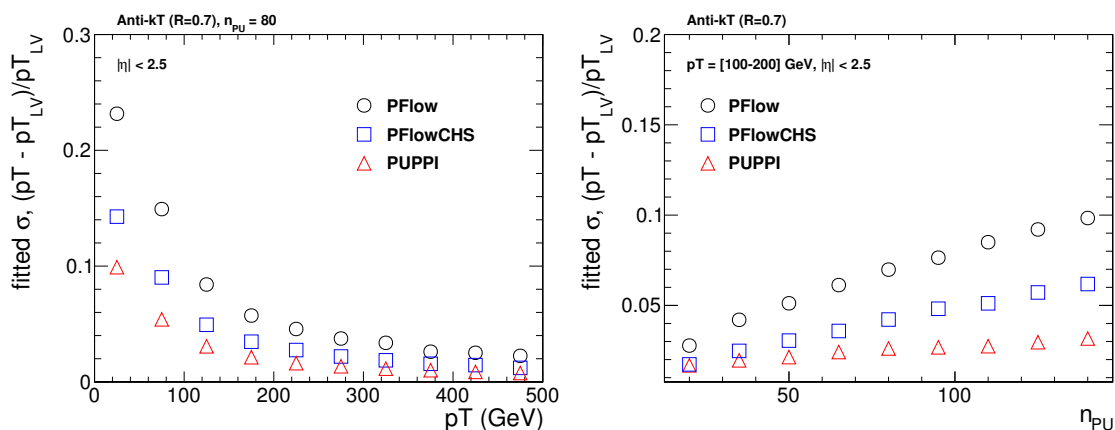 Anti-kT (R=0.7), n_PU = 80
fitted σ, (pT - pT_LV)/pT_LV
0.3
|η| < 2.5
PFlow
0.2
PFlowCHS
PUPPI
0.1
0
0 100 200 300 400 500
pT (GeV)
Anti-kT (R=0.7)
fitted σ, (pT - pT_LV)/pT_LV
0.2
pT = [100-200] GeV, |η| < 2.5
0.15
PFlow
PFlowCHS
PUPPI
0.1
0.05
50 100
n_PU